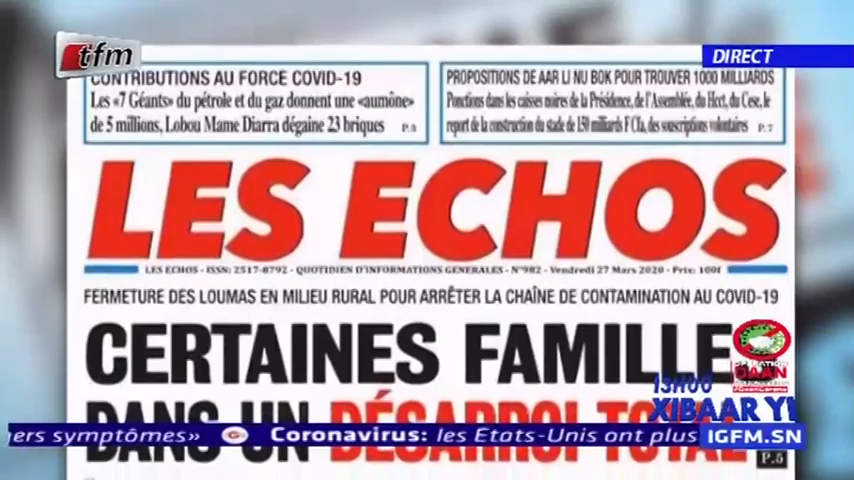 tfm
DIRECT
CONTRIBUTIONS AU FORCE COVID-19
Les «7 Géants» du pétrole et du gaz donnent une «aumône»
de 5 millions, Lobou Mame Diarra dégaine 23 briques P.3
PROPOSITIONS DE AAR LI NU BOK POUR TROUVER 1000 MILLIARDS
Ponctions dans les caisses noires de la Présidence, de l'Assemblée, du Hcct, du Cese, le
report de la construction du stade de 150 milliards F Cfa, des souscriptions volontaires P.7
LES ECHOS
LES ECHOS - ISSN: 2517-8792 - QUOTIDIEN D'INFORMATIONS GENERALES - N°982 - Vendredi 27 Mars 2020 - Prix: 100f
FERMETURE DES LOUMAS EN MILIEU RURAL POUR ARRÊTER LA CHAÎNE DE CONTAMINATION AU COVID-19
CERTAINES FAMILLE
DAAN
13H00
XIBAAR YI
DANS UN DÉSARROI TOTAL
P.5
ers symptômes» Coronavirus: les Etats-Unis ont plus
IGFM.SN